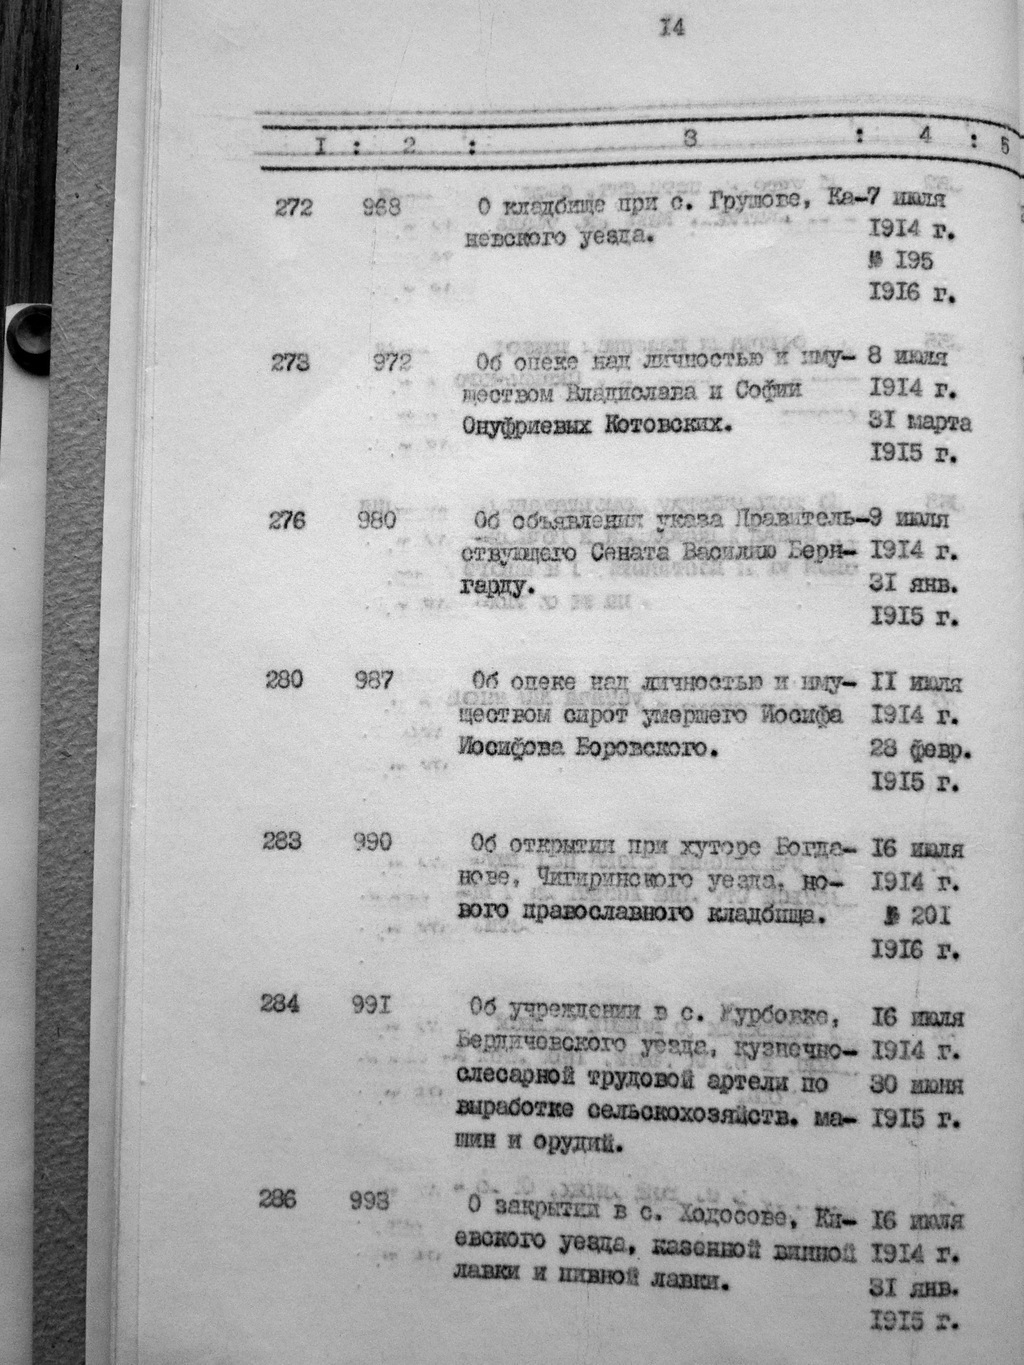 14
I : 2 : 3 : 4 : 5
272 968 О кладбище при с. Грушове, Ка- 7 июля
невского уезда. 1914 г.
№ 195
1916 г.
273 972 Об опеке над личностью и иму- 8 июля
ществом Владислава и Софии 1914 г.
Онуфриевых Котовских. 31 марта
1915 г.
276 980 Об объявлении указа Правитель- 9 июля
ствующего Сената Василию Берн- 1914 г.
гарду. 31 янв.
1915 г.
280 987 Об опеке над личностью и иму- 11 июля
ществом сирот умершего Иосифа 1914 г.
Иосифова Боровского. 28 февр.
1915 г.
283 990 Об открытии при хуторе Богда- 16 июля
нове, Чигиринского уезда, но- 1914 г.
вого православного кладбища. № 201
1916 г.
284 991 Об учреждении в с. 16 июля
Бердичевского уезда, кузнечно- 1914 г.
слесарной трудовой артели по 30 июня
выработке сельскохозяйств. ма- 1915 г.
шин и орудий.
286 993 О закрытии в с. Ходосове, Ки- 16 июля
евского уезда, казенной винной 1914 г.
лавки и пивной лавки. 31 янв.
1915 г.